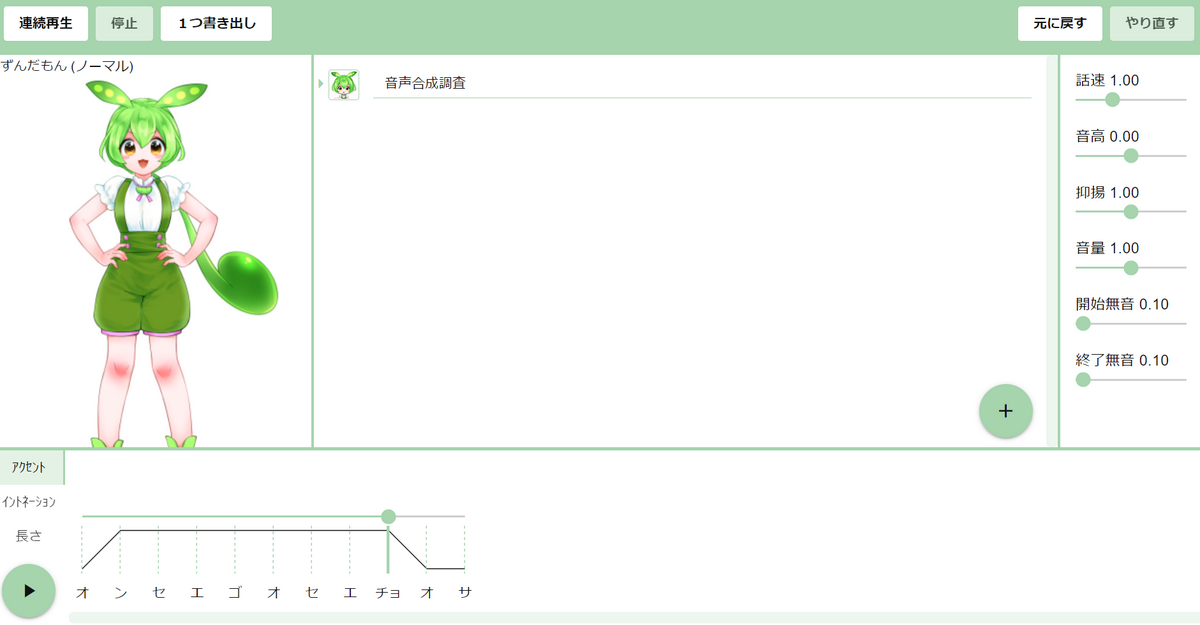 連続再生 停止 1つ書き出し 元に戻す やり直す
ずんだもん (ノーマル)
音声合成調査
話速 1.00
音高 0.00
抑揚 1.00
音量 1.00
開始無音 0.10
終了無音 0.10
+
アクセント
イントネーション
長さ
オ ン セ エ ゴ オ セ エ チョ オ サ